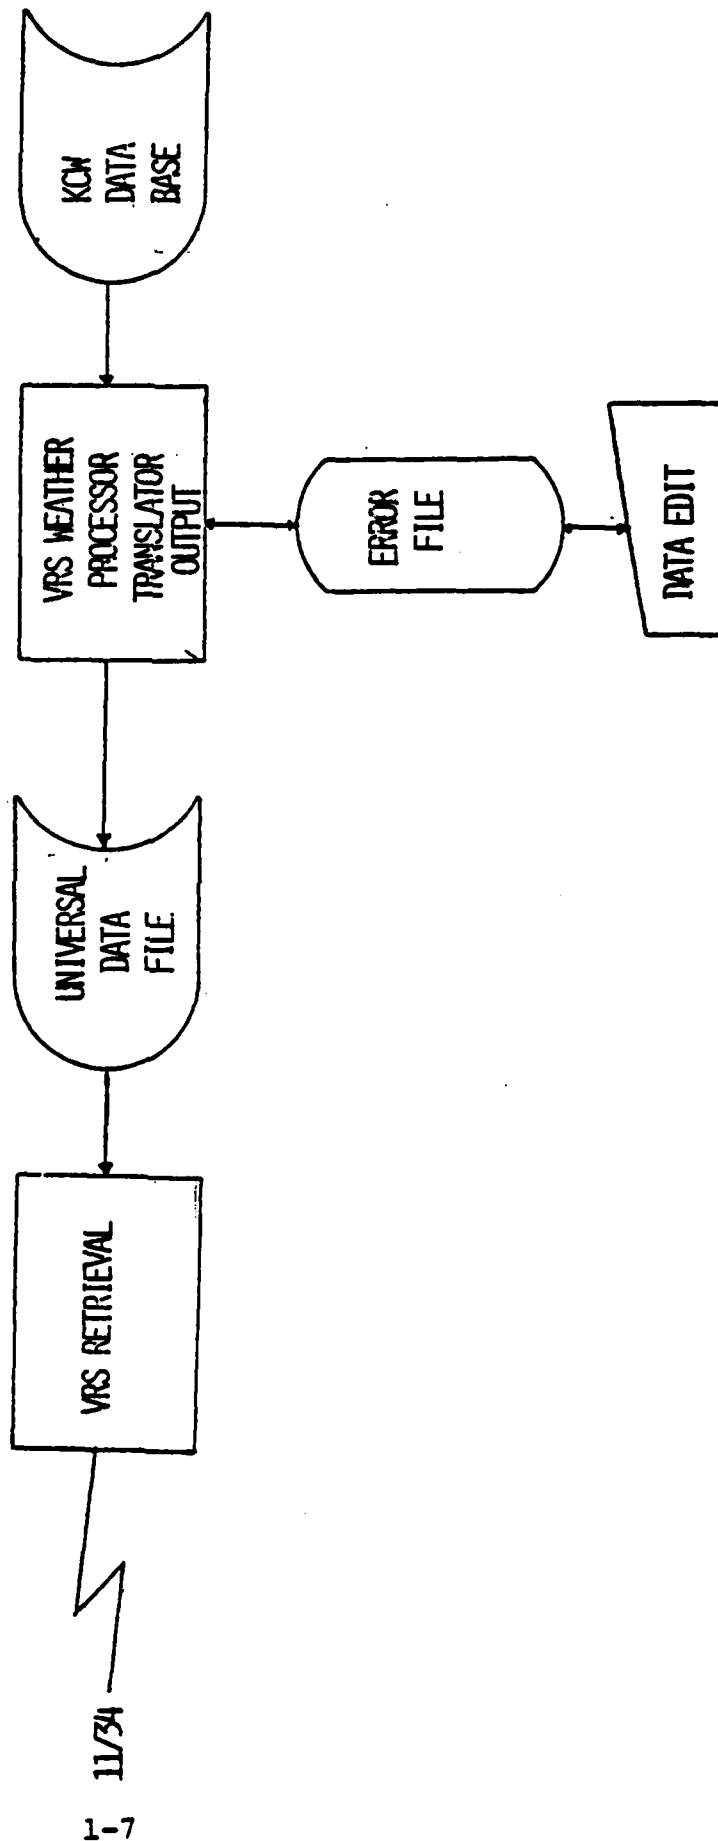 11/34
VRS RETRIEVAL
UNIVERSAL
DATA
FILE
VRS WEATHER
PROCESSOR
TRANSLATOR
OUTPUT
KCW
DATA
BASE
ERROR
FILE
DATA EDIT
1-7